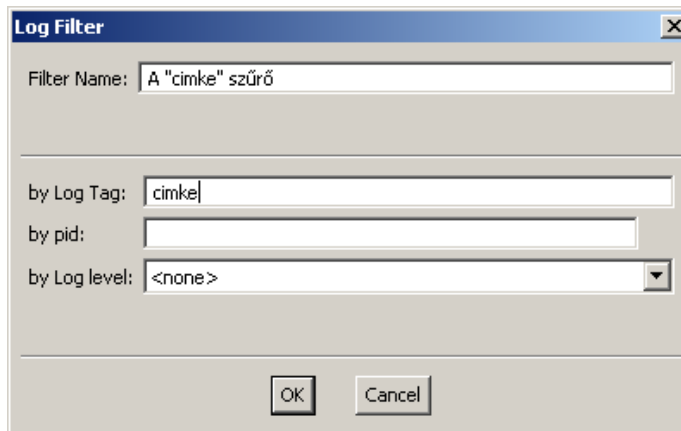 Log Filter
Filter Name: A "cimke" szűrő
by Log Tag: cimke
by pid:
by Log level: <none>
OK Cancel